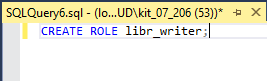 SQLQuery6.sql - (lo...UD\kit_07_206 (53))*
CREATE ROLE libr_writer;